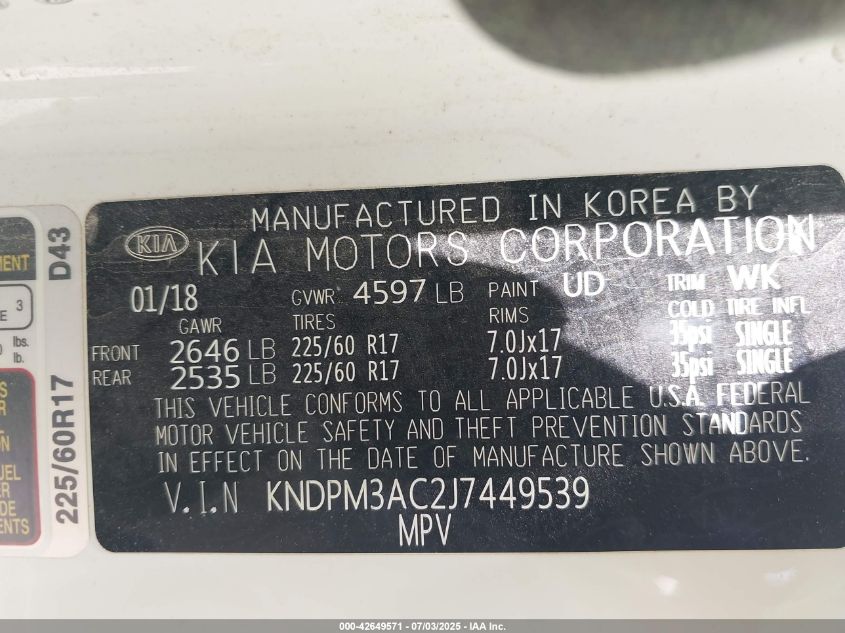 MANUFACTURED IN KOREA BY
KIA KIA MOTORS CORPORATION
01/18 GVWR 4597 LB PAINT UD TRIM WK
GAWR TIRES RIMS COLD TIRE INFL
FRONT 2646 LB 225/60 R17 7.0Jx17 35psi SINGLE
REAR 2535 LB 225/60 R17 7.0Jx17 35psi SINGLE
THIS VEHICLE CONFORMS TO ALL APPLICABLE U.S.A. FEDERAL
MOTOR VEHICLE SAFETY AND THEFT PREVENTION STANDARDS
IN EFFECT ON THE DATE OF MANUFACTURE SHOWN ABOVE.
V.I.N KNDPM3AC2J7449539
MPV
D43
225/60R17
3
lbs.
lb.
000-42649571 - 07/03/2025 - IAA Inc.